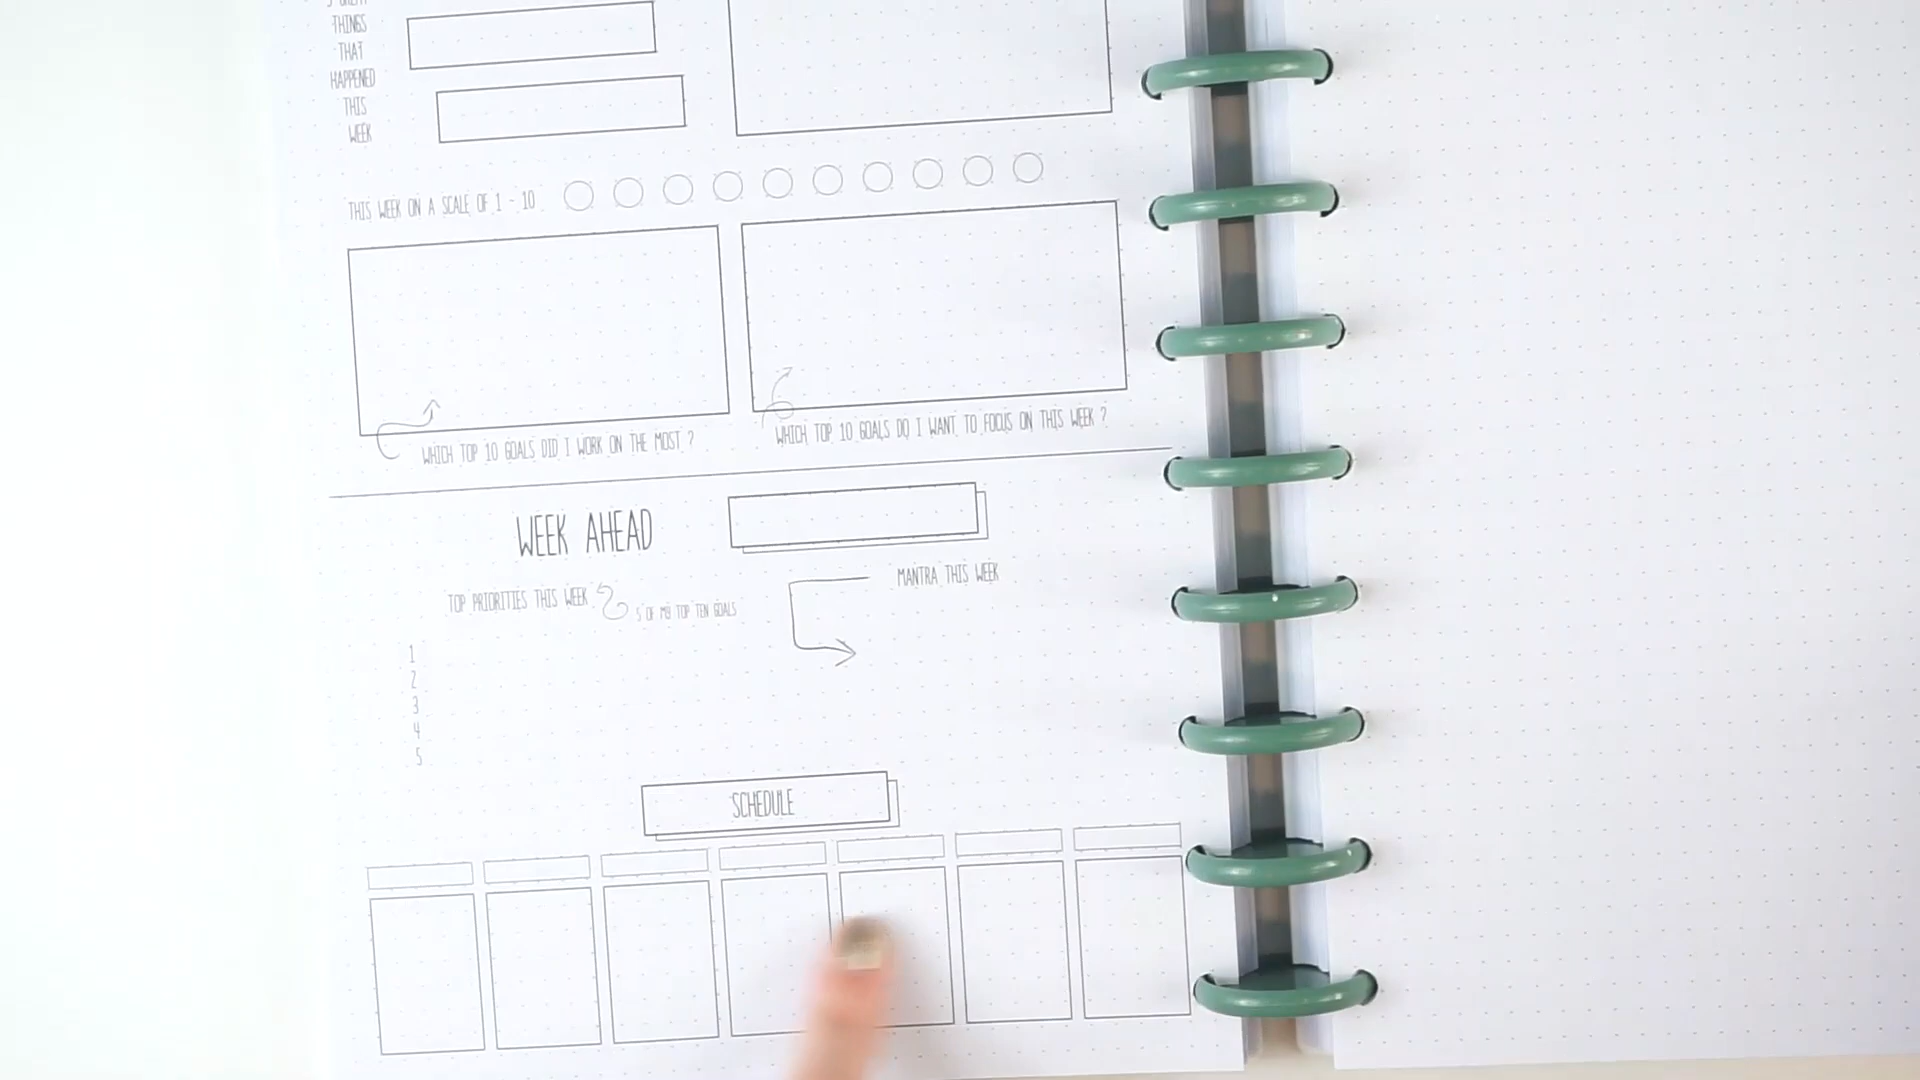 THINGS
THAT
HAPPENED
THIS
WEEK
THIS WEEK ON A SCALE OF 1 - 10
WHICH TOP 10 GOALS DID I WORK ON THE MOST ?
WHICH TOP 10 GOALS DO I WANT TO FOCUS ON THIS WEEK ?
WEEK AHEAD
TOP PRIORITIES THIS WEEK
5 OF MY TOP TEN GOALS
MANTRA THIS WEEK
1
2
3
4
5
SCHEDULE